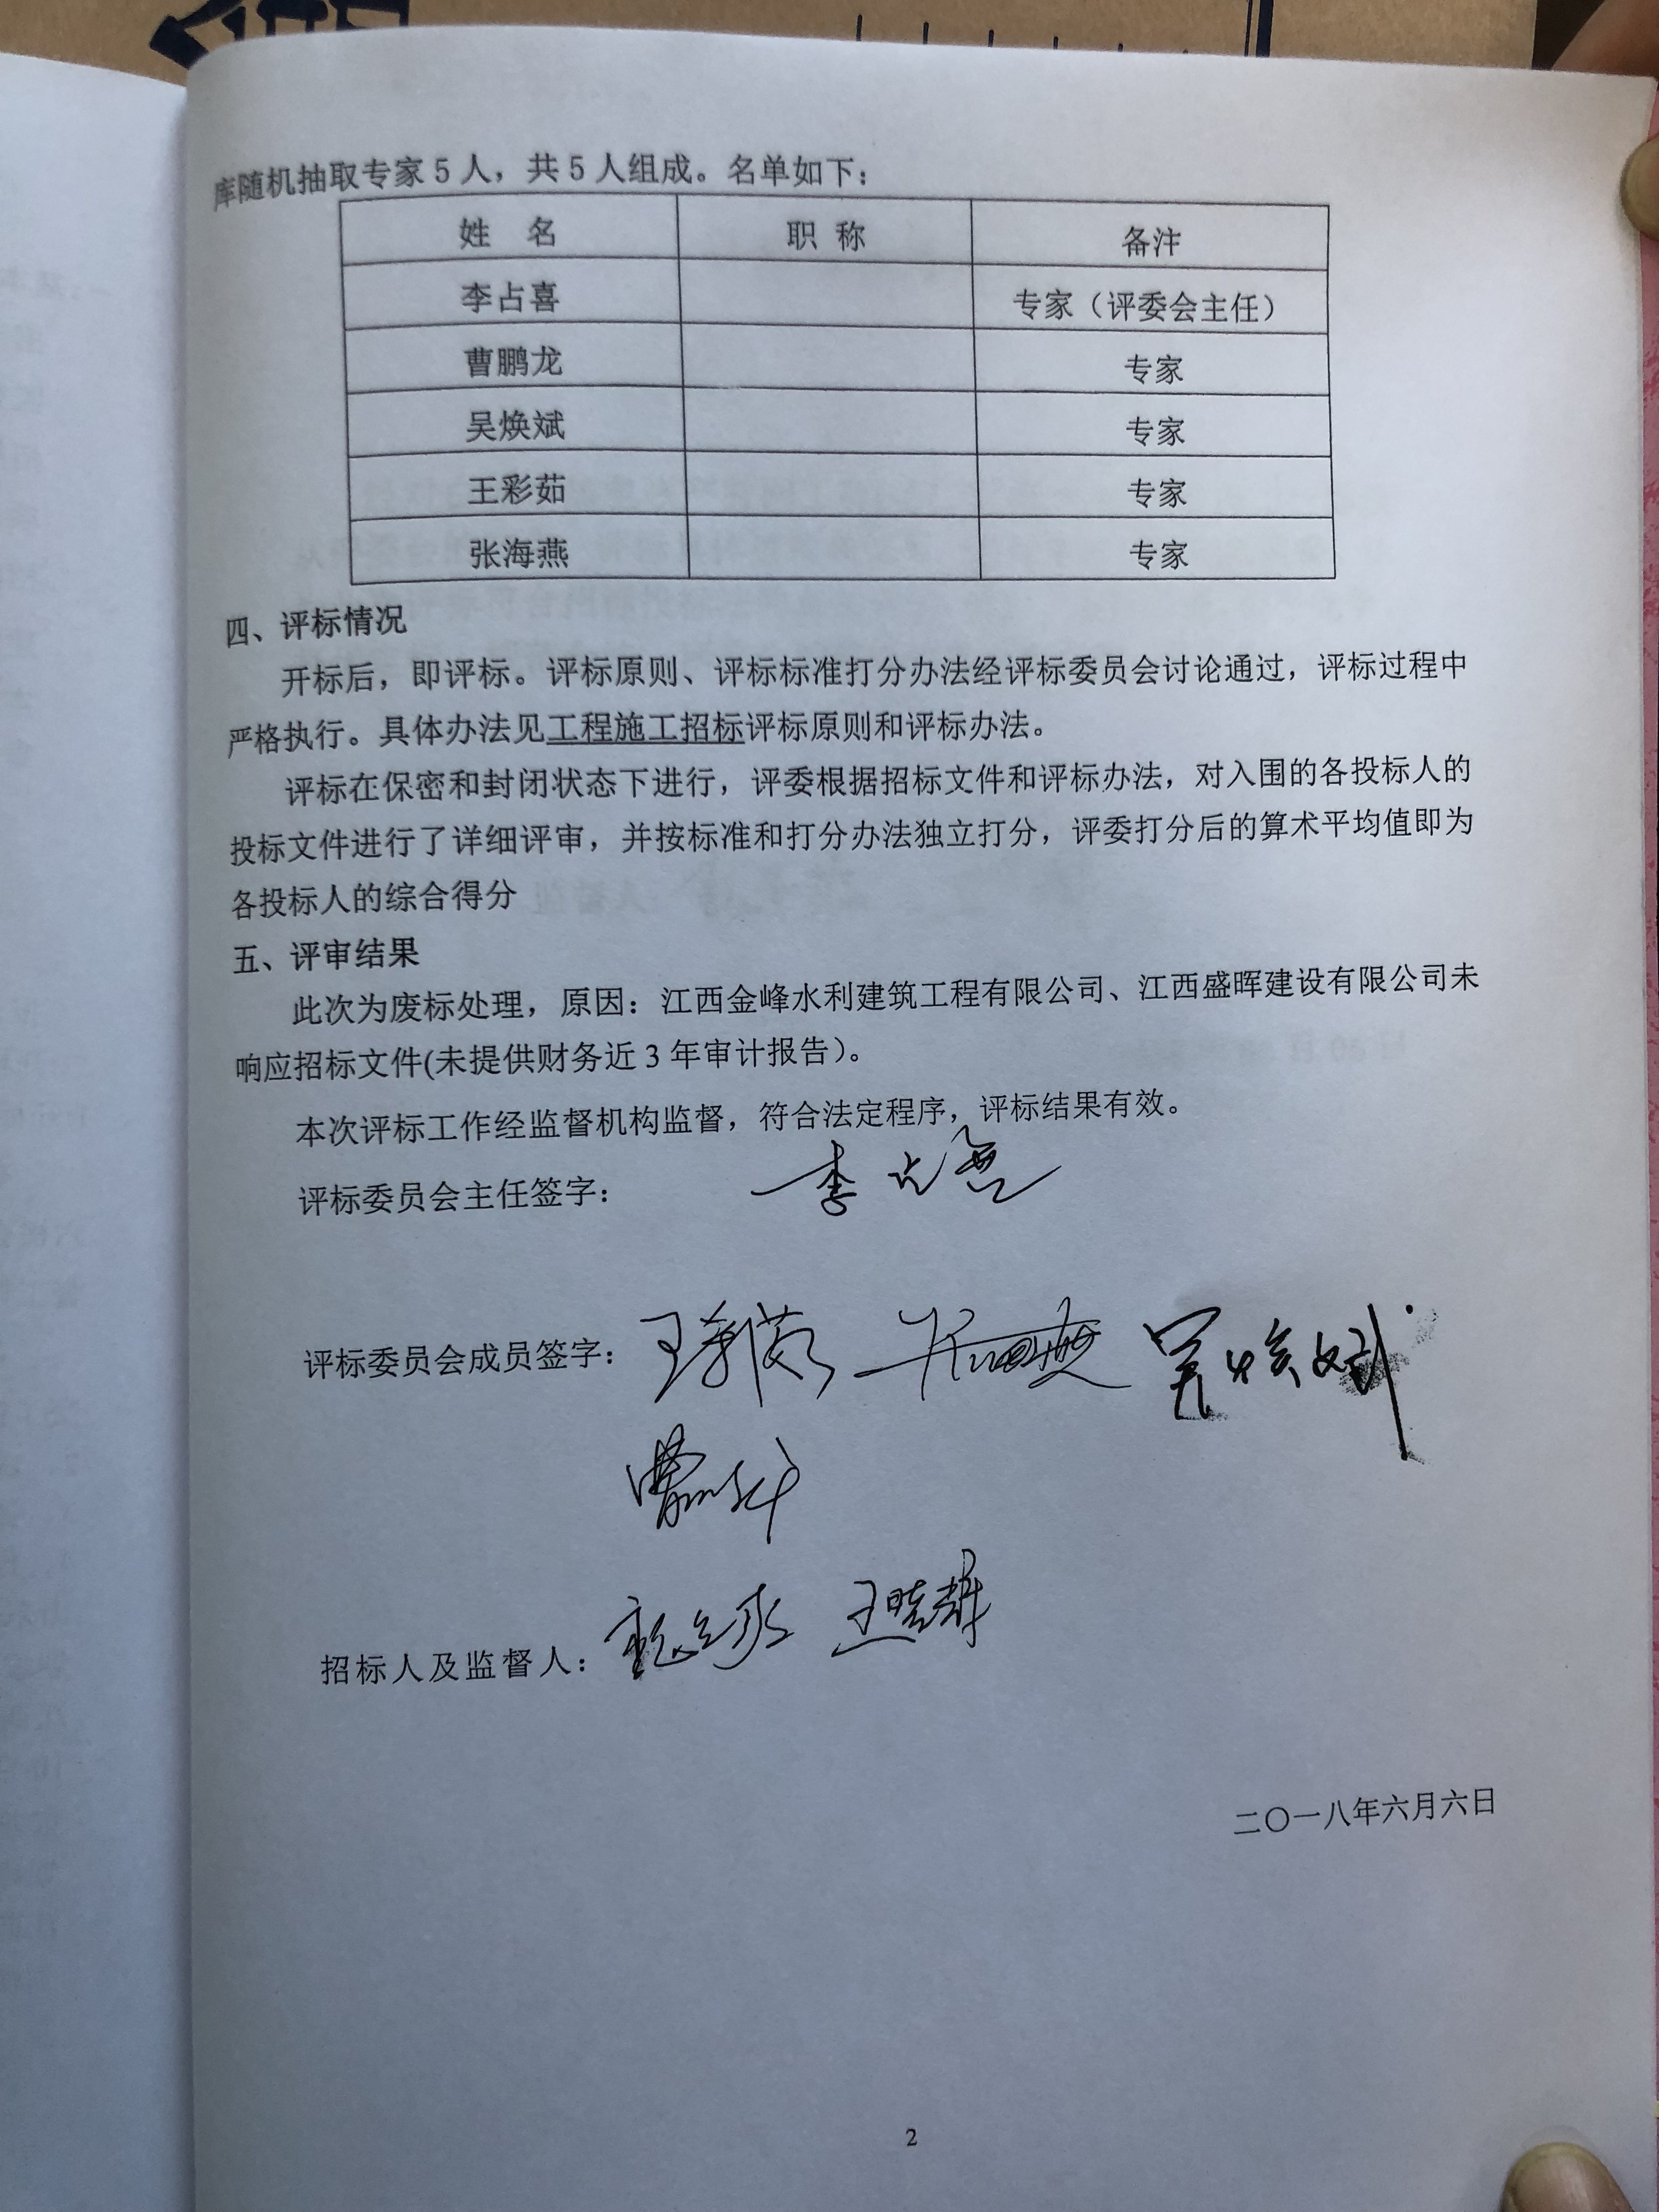 库随机抽取专家5人，共5人组成。名单如下：
姓 名 职 称 备注
李占喜 专家（评委会主任）
曹鹏龙 专家
吴焕斌 专家
王彩茹 专家
张海燕 专家
四、评标情况
开标后，即评标。评标原则、评标标准打分办法经评标委员会讨论通过，评标过程中
严格执行。具体办法见工程施工招标评标原则和评标办法。
评标在保密和封闭状态下进行，评委根据招标文件和评标办法，对入围的各投标人的
投标文件进行了详细评审，并按标准和打分办法独立打分，评委打分后的算术平均值即为
各投标人的综合得分
五、评审结果
此次为废标处理，原因：江西金峰水利建筑工程有限公司、江西盛晖建设有限公司未
响应招标文件(未提供财务近3年审计报告）。
本次评标工作经监督机构监督，符合法定程序，评标结果有效。
评标委员会主任签字： 李占喜
评标委员会成员签字： 王彩茹 张海燕 吴焕斌
曹鹏龙
招标人及监督人：
二〇一八年六月六日
2